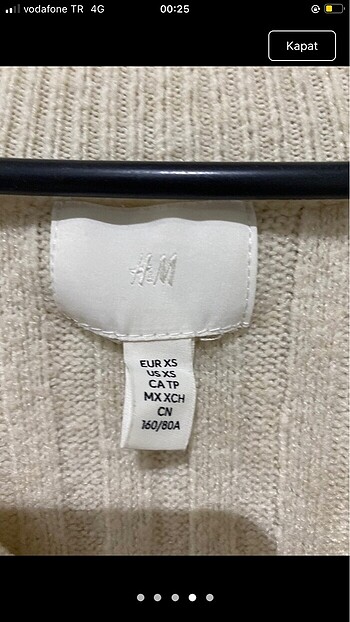 vodafone TR 4G 00:25
Kapat
H&M
EUR XS
US XS
CA TP
MX XCH
CN
160/80A